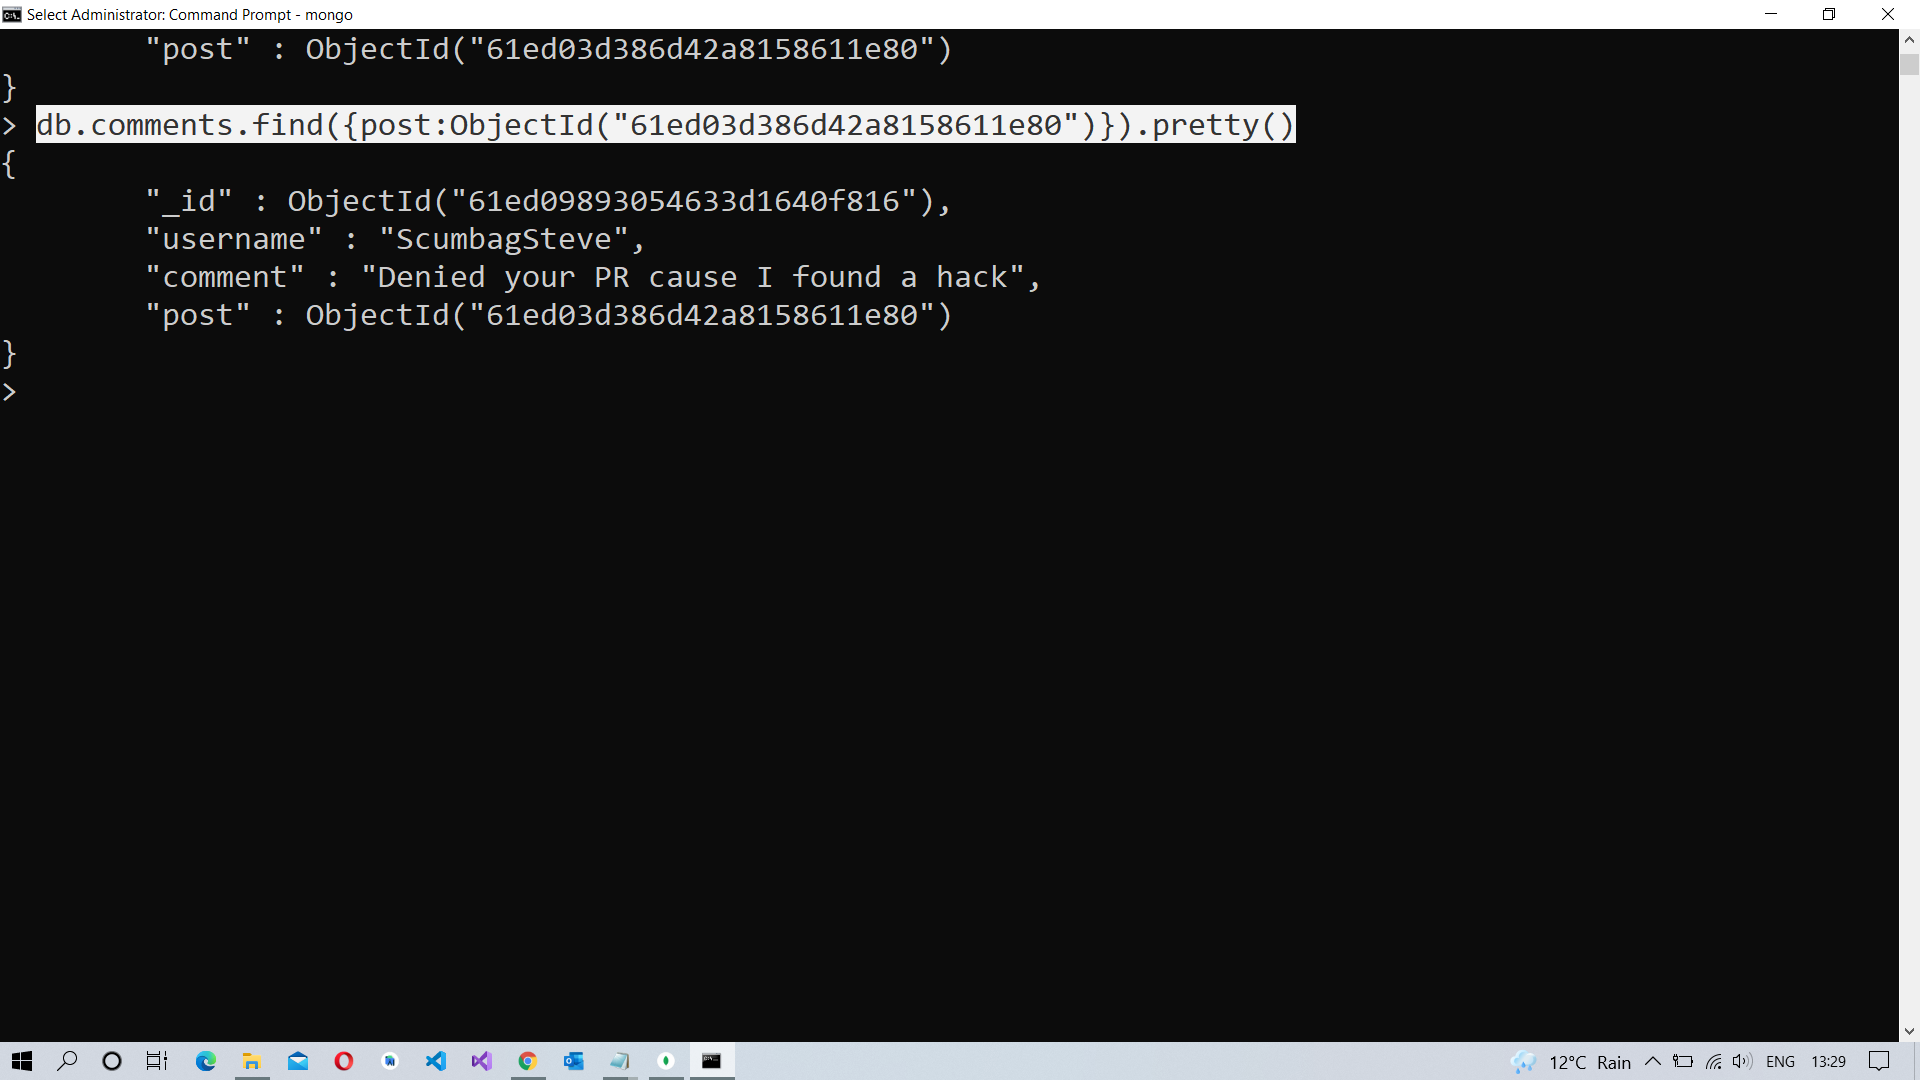 Select Administrator: Command Prompt - mongo
"post" : ObjectId("61ed03d386d42a8158611e80")
}
> db.comments.find({post:ObjectId("61ed03d386d42a8158611e80")}).pretty()
{
"_id" : ObjectId("61ed09893054633d1640f816"),
"username" : "ScumbagSteve",
"comment" : "Denied your PR cause I found a hack",
"post" : ObjectId("61ed03d386d42a8158611e80")
}
>
12°C Rain ENG 13:29